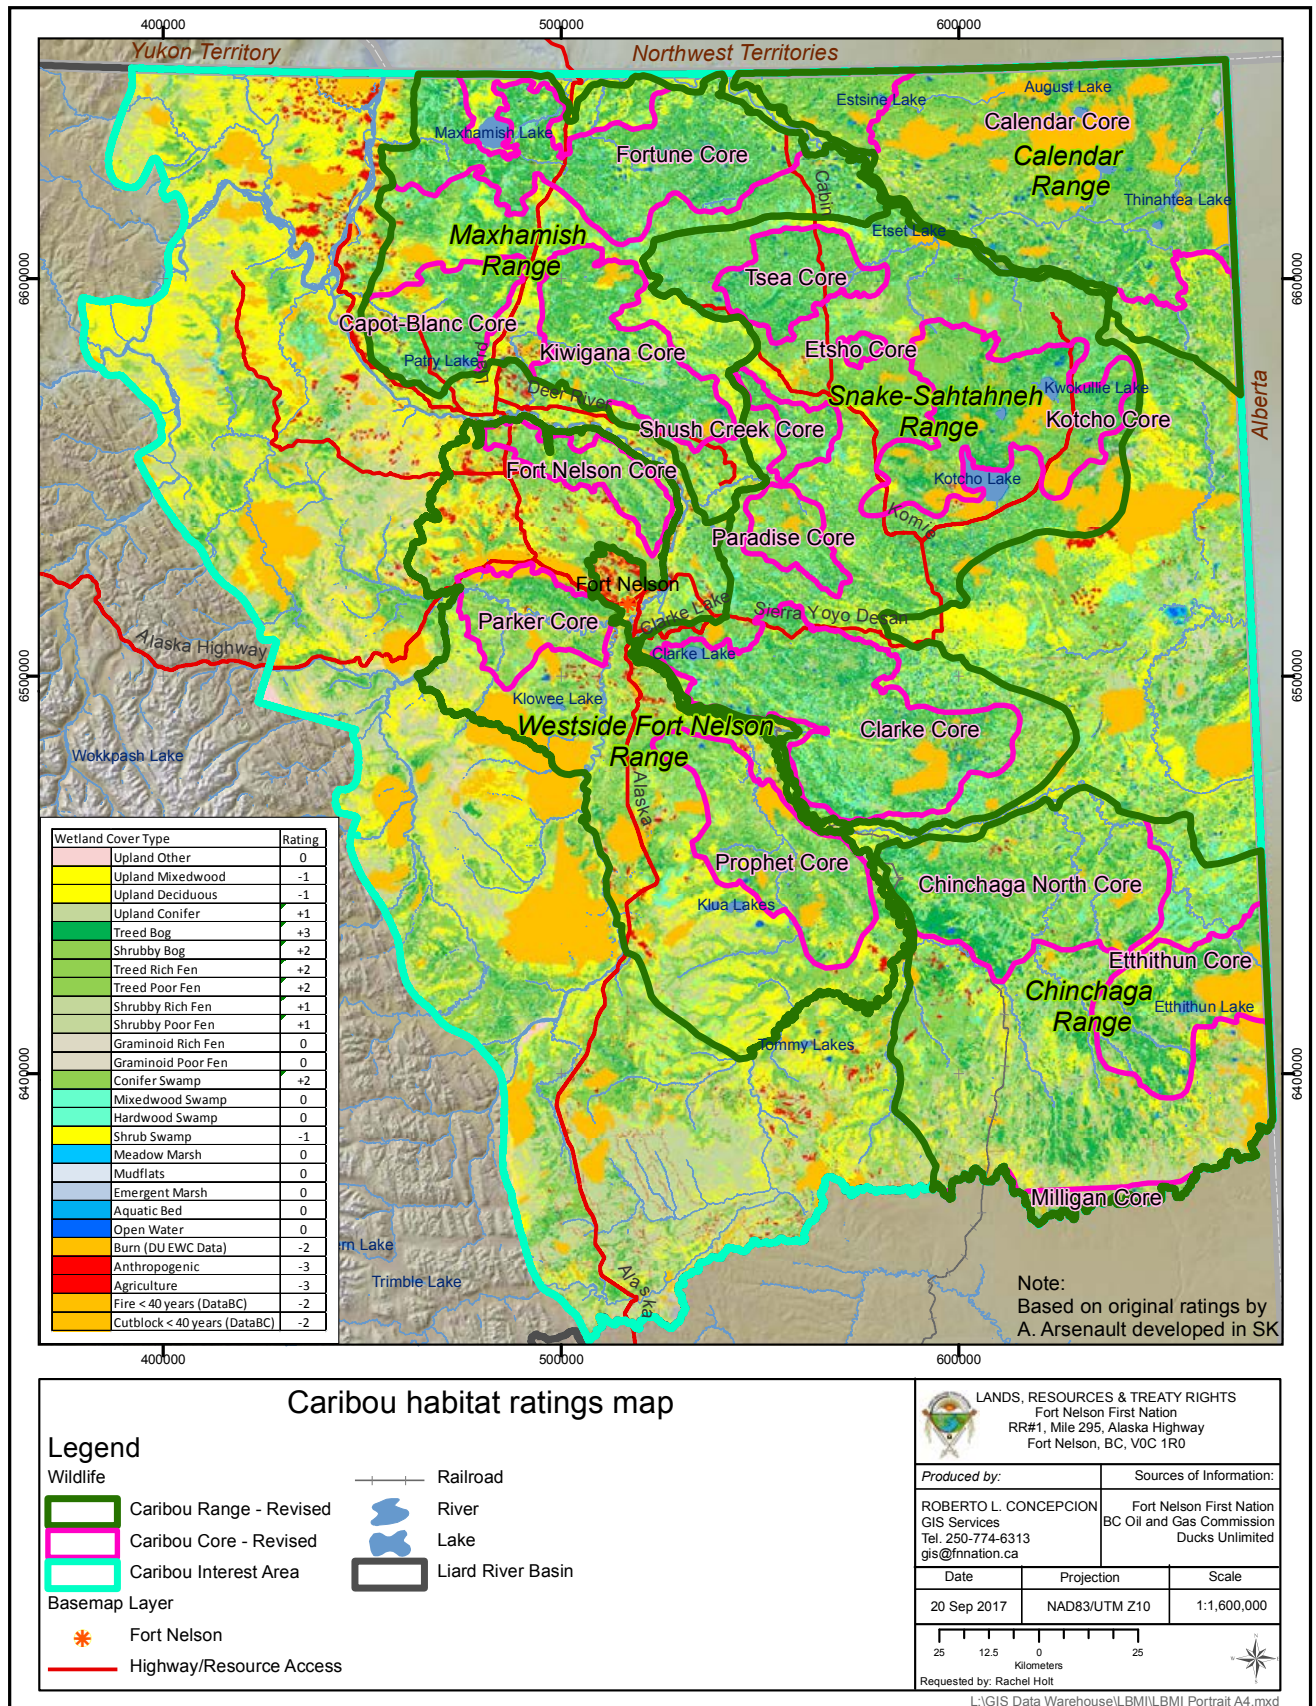 400000
500000
600000
Yukon Territory
Northwest Territories
August Lake
Estsine Lake
Calendar Core
Maxhamish Lake
Fortune Core
Calendar
Range
Cabin
Thinahtea Lake
Etset Lake
Maxhamish
Range
6600000
6600000
Tsea Core
Capot-Blanc Core
Patry Lake
Liard
Kiwigana Core
Etsho Core
Deer River
Snake-Sahtahneh
Range
Kwokullie Lake
Kotcho Core
Alberta
Shush Creek Core
Fort Nelson Core
Kotcho Lake
Komie
Paradise Core
Fort Nelson
Parker Core
Clarke Lake
Sierra Yoyo Desan
Alaska Highway
Clarke Lake
6500000
6500000
Klowee Lake
Westside Fort Nelson
Range
Clarke Core
Wokkpash Lake
Alaska
Prophet Core
Chinchaga North Core
Klua Lakes
Etthithun Core
Chinchaga
Range
Etthithun Lake
Tommy Lakes
6400000
6400000
Milligan Core
Trimble Lake
Alaska
Wetland Cover Type Rating
Upland Other 0
Upland Mixedwood -1
Upland Deciduous -1
Upland Conifer +1
Treed Bog +3
Shrubby Bog +2
Treed Rich Fen +2
Treed Poor Fen +2
Shrubby Rich Fen +1
Shrubby Poor Fen +1
Graminoid Rich Fen 0
Graminoid Poor Fen 0
Conifer Swamp +2
Mixedwood Swamp 0
Hardwood Swamp 0
Shrub Swamp -1
Meadow Marsh 0
Mudflats 0
Emergent Marsh 0
Aquatic Bed 0
Open Water 0
Burn (DU EWC Data) -2
Anthropogenic -3
Agriculture -3
Fire < 40 years (DataBC) -2
Cutblock < 40 years (DataBC) -2
Lake
Note:
Based on original ratings by
A. Arsenault developed in SK
400000
500000
600000
Caribou habitat ratings map
Legend
Wildlife
Caribou Range - Revised
Caribou Core - Revised
Caribou Interest Area
Basemap Layer
Fort Nelson
Highway/Resource Access
Railroad
River
Lake
Liard River Basin
LANDS, RESOURCES & TREATY RIGHTS
Fort Nelson First Nation
RR#1, Mile 295, Alaska Highway
Fort Nelson, BC, V0C 1R0
Produced by:
ROBERTO L. CONCEPCION
GIS Services
Tel. 250-774-6313
gis@fnnation.ca
Sources of Information:
Fort Nelson First Nation
BC Oil and Gas Commission
Ducks Unlimited
Date Projection Scale
20 Sep 2017 NAD83/UTM Z10 1:1,600,000
25 12.5 0 25
Kilometers
Requested by: Rachel Holt
N
W E
S
L:\GIS Data Warehouse\LBMI\LBMI Portrait A4.mxd